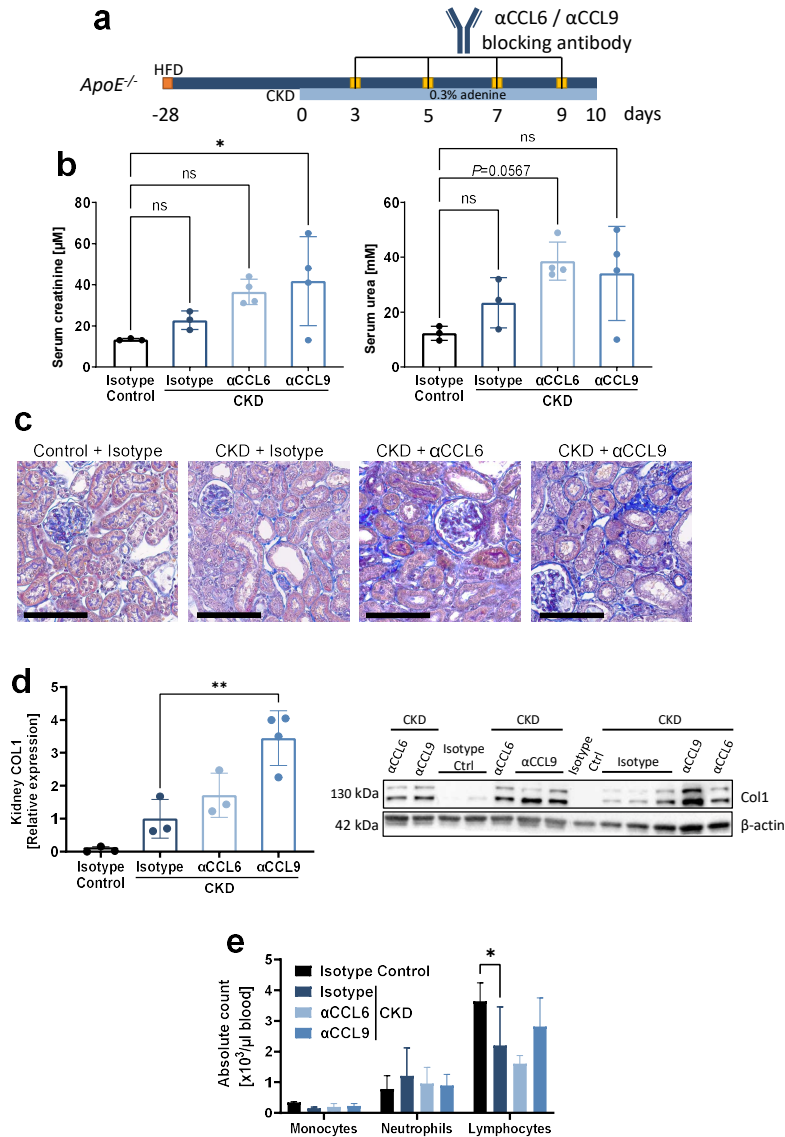 a
αCCL6 / αCCL9
blocking antibody
HFD
ApoE-/-
CKD
0.3% adenine
-28 0 3 5 7 9 10 days
b
*
ns
ns
Serum creatinine [µM]
80
60
40
20
0
Isotype Control
Isotype αCCL6 αCCL9
CKD
ns
P=0.0567
ns
Serum urea [mM]
60
40
20
0
Isotype Control
Isotype αCCL6 αCCL9
CKD
c
Control + Isotype
CKD + Isotype
CKD + αCCL6
CKD + αCCL9
d
**
Kidney COL1
[Relative expression]
5
4
3
2
1
0
Isotype Control
Isotype αCCL6 αCCL9
CKD
CKD
CKD
CKD
αCCL6
αCCL9
Isotype
Ctrl
αCCL6
αCCL9
Isotype
Ctrl
Isotype
αCCL9
αCCL6
130 kDa
Col1
42 kDa
β-actin
e
*
Absolute count
[x10³/µl blood]
5
4
3
2
1
0
Isotype Control
Isotype
αCCL6
αCCL9
CKD
Monocytes
Neutrophils
Lymphocytes